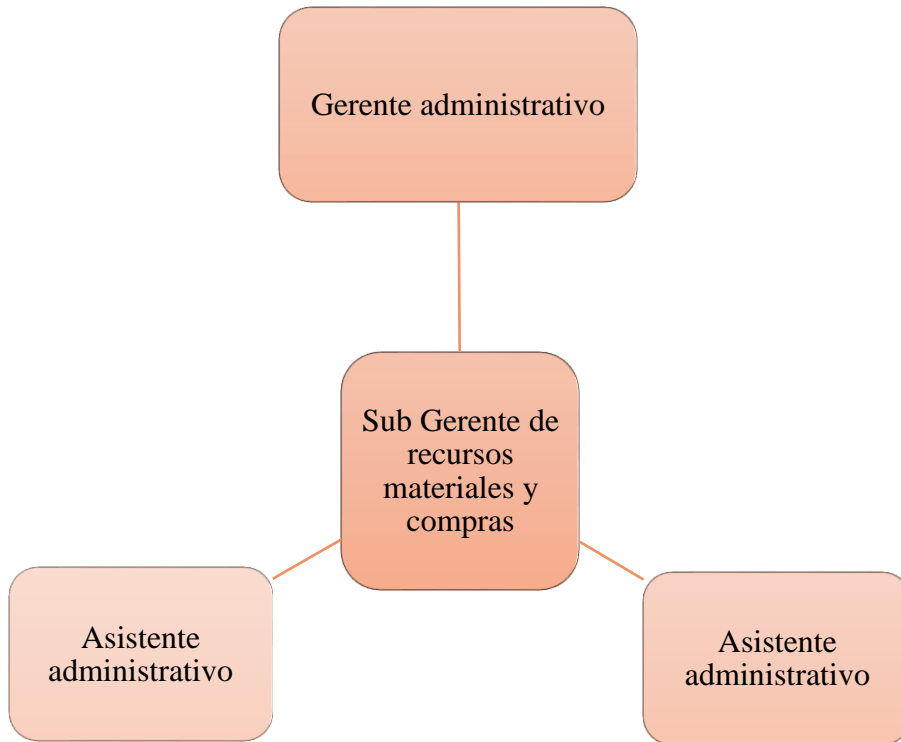 Gerente administrativo
Sub Gerente de
recursos
materiales y
compras
Asistente
administrativo
Asistente
administrativo